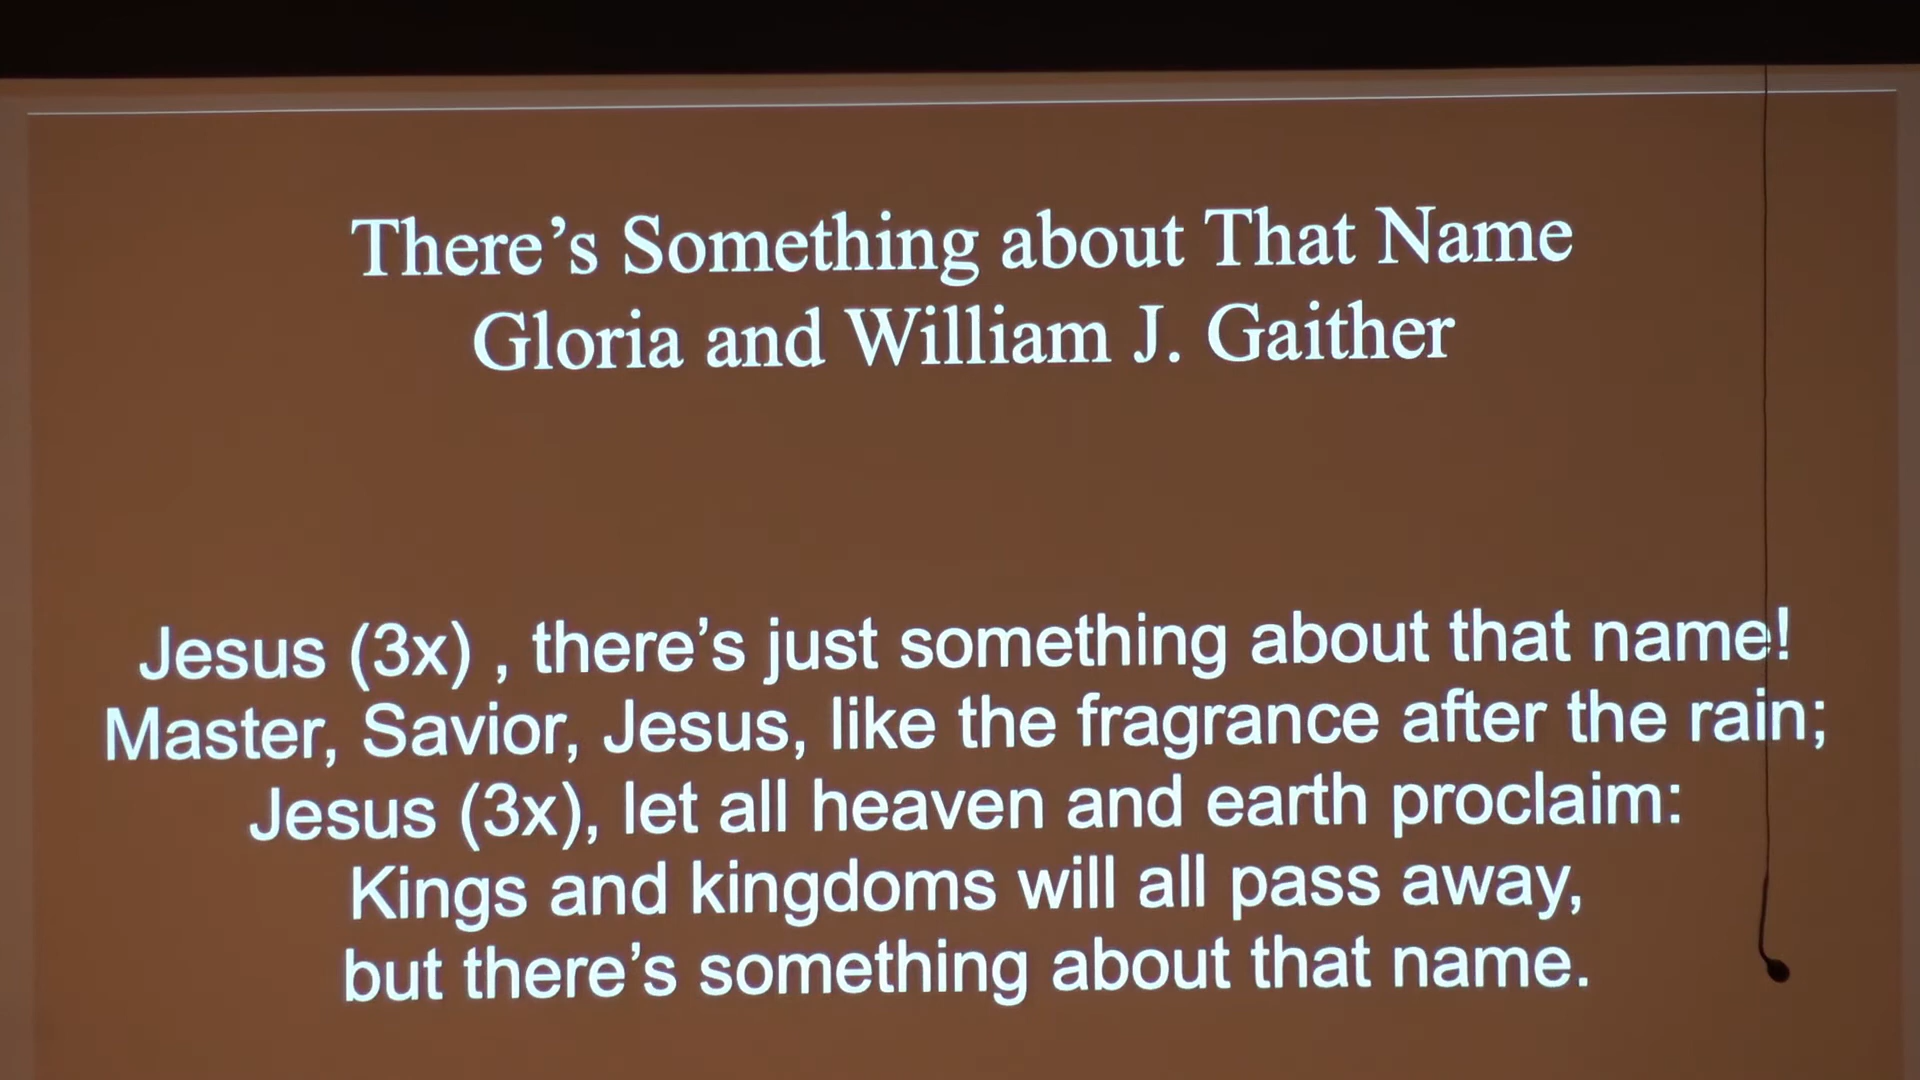 There’s Something about That Name
Gloria and William J. Gaither
Jesus (3x) , there’s just something about that name!
Master, Savior, Jesus, like the fragrance after the rain;
Jesus (3x), let all heaven and earth proclaim:
Kings and kingdoms will all pass away,
but there’s something about that name.